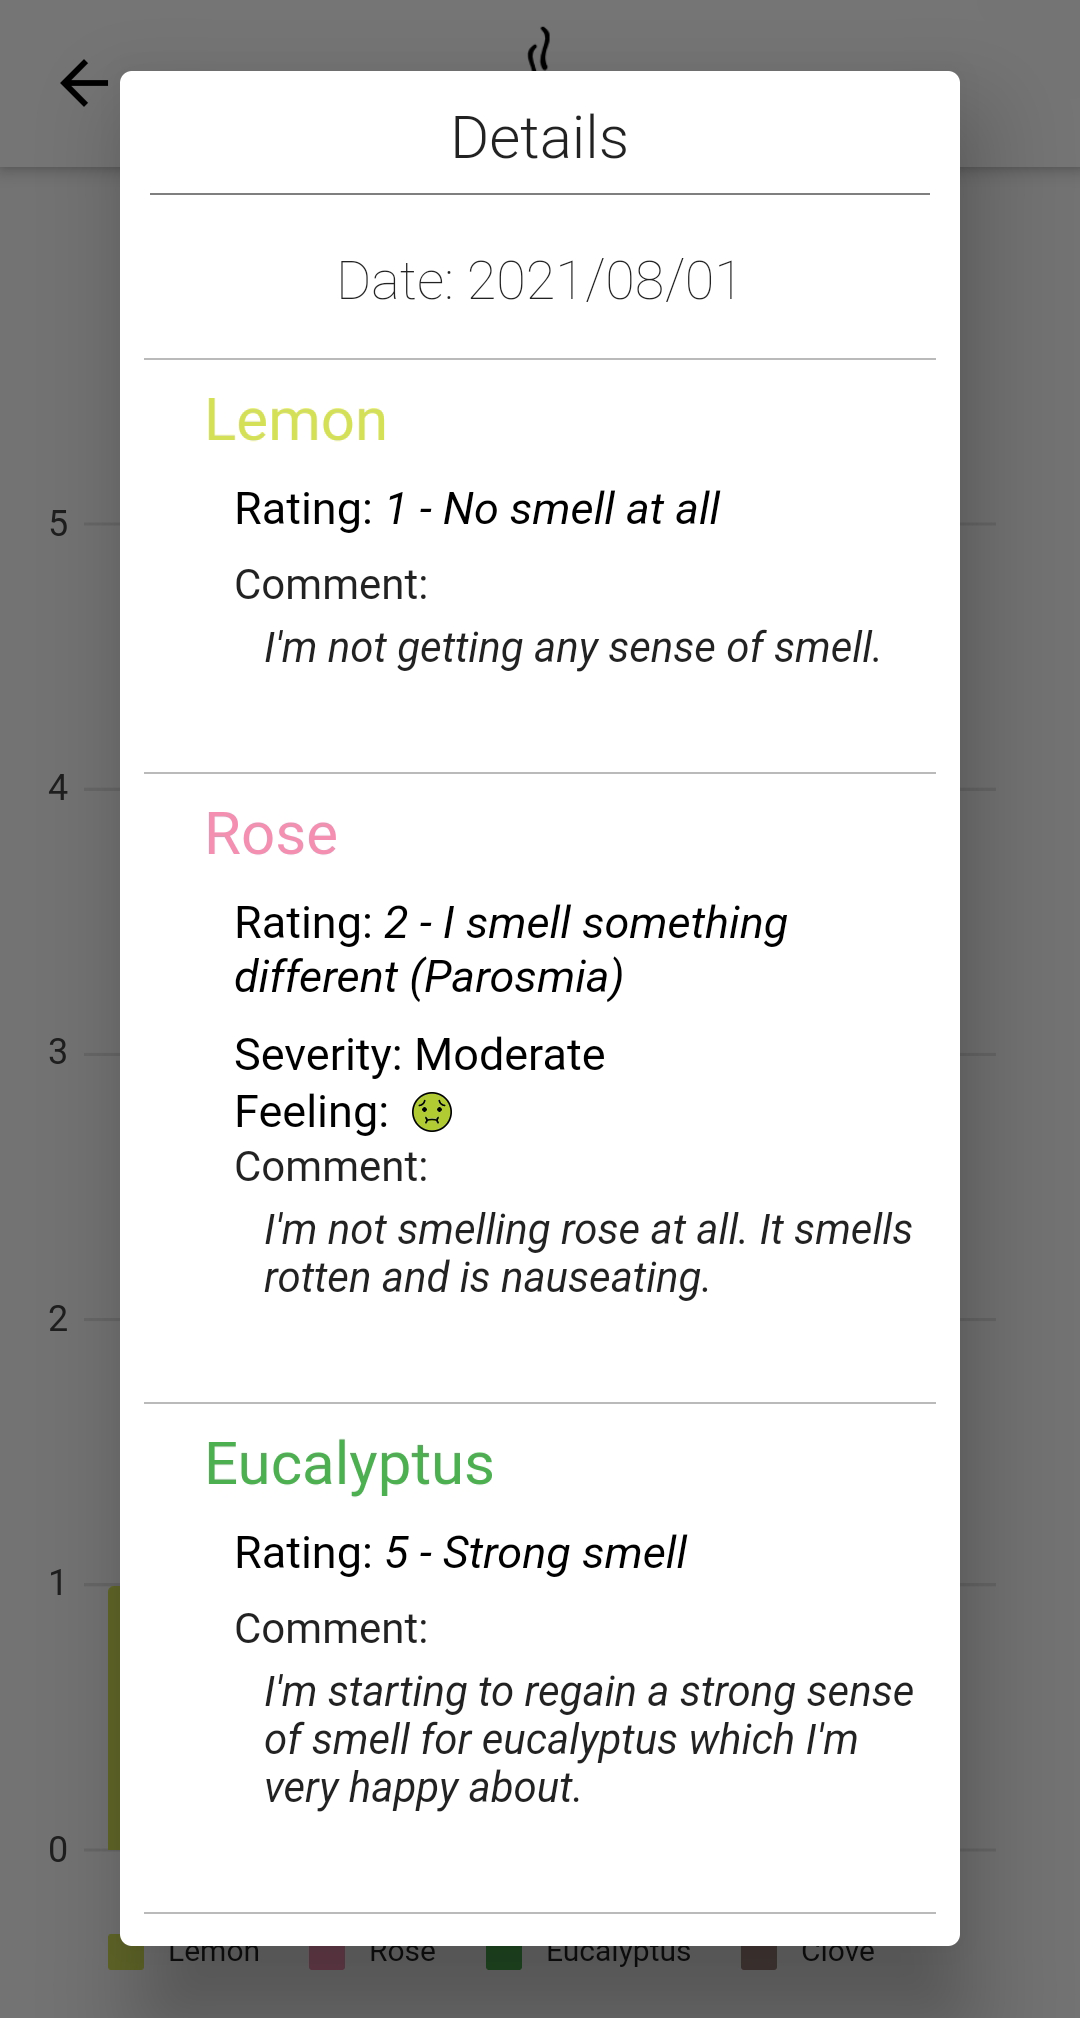 Details
Date: 2021/08/01
Lemon
Rating: 1 - No smell at all
Comment:
I'm not getting any sense of smell.
Rose
Rating: 2 - I smell something
different (Parosmia)
Severity: Moderate
Feeling: 🤢
Comment:
I'm not smelling rose at all. It smells
rotten and is nauseating.
Eucalyptus
Rating: 5 - Strong smell
Comment:
I'm starting to regain a strong sense
of smell for eucalyptus which I'm
very happy about.
5
4
3
2
1
0
Lemon Rose Eucalyptus Clove